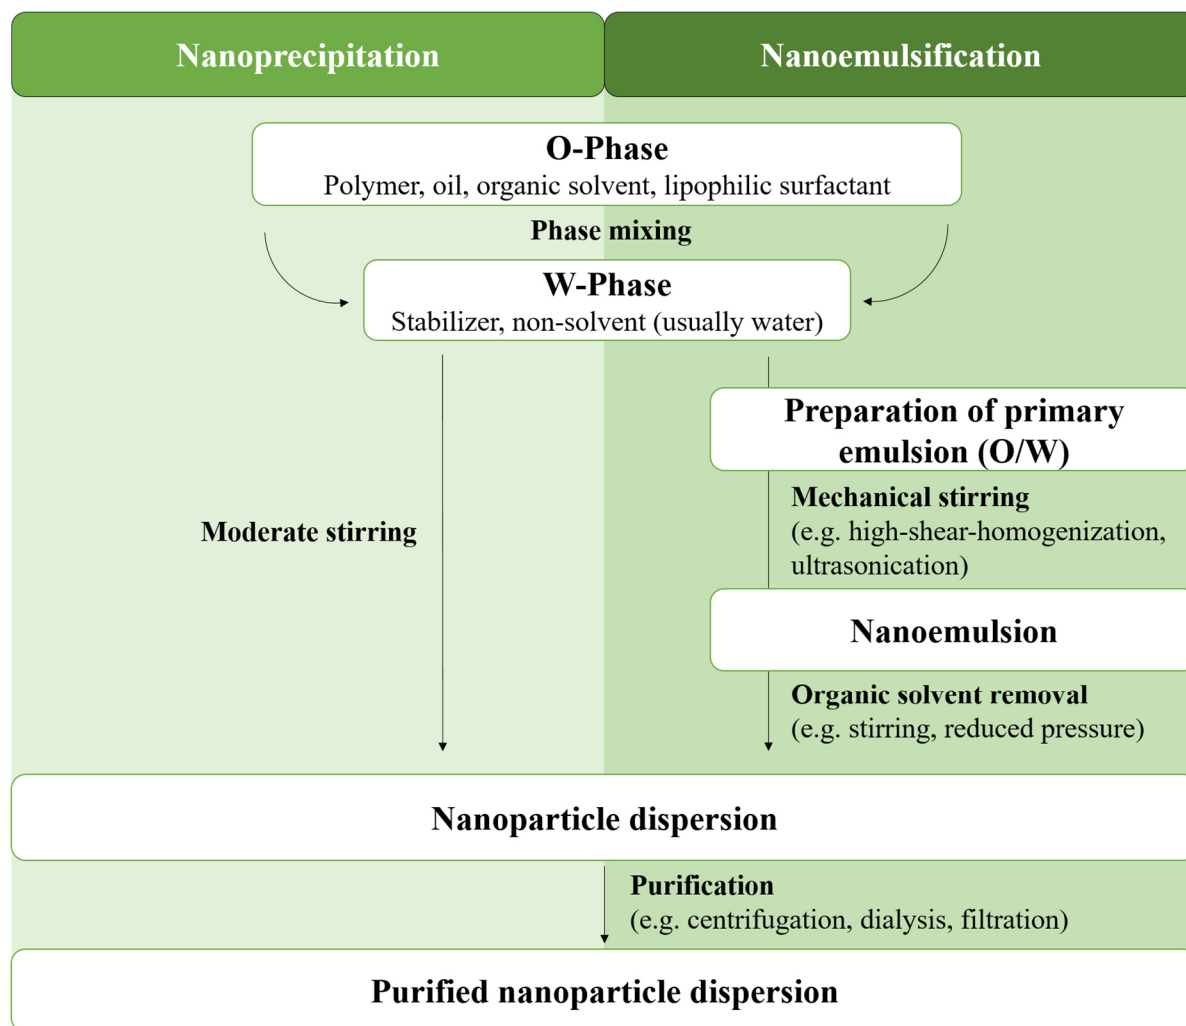 Nanoprecipitation
Nanoemulsification
O-Phase
Polymer, oil, organic solvent, lipophilic surfactant
Phase mixing
W-Phase
Stabilizer, non-solvent (usually water)
Preparation of primary
emulsion (O/W)
Mechanical stirring
(e.g. high-shear-homogenization,
ultrasonication)
Moderate stirring
Nanoemulsion
Organic solvent removal
(e.g. stirring, reduced pressure)
Nanoparticle dispersion
Purification
(e.g. centrifugation, dialysis, filtration)
Purified nanoparticle dispersion